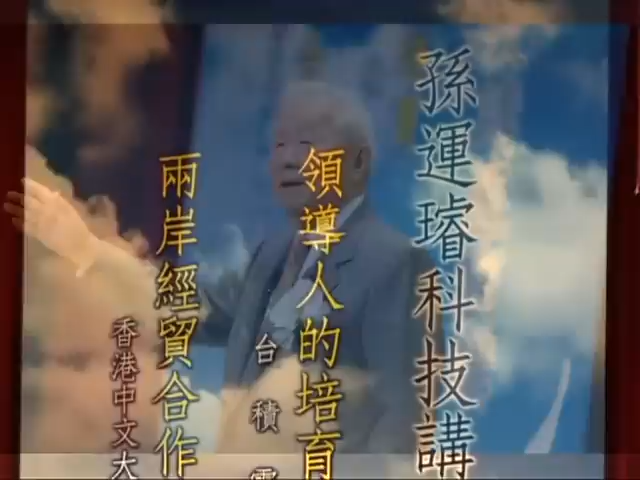 孫運璿科技講
領導人的培育
台積電
兩岸經貿合作
香港中文大